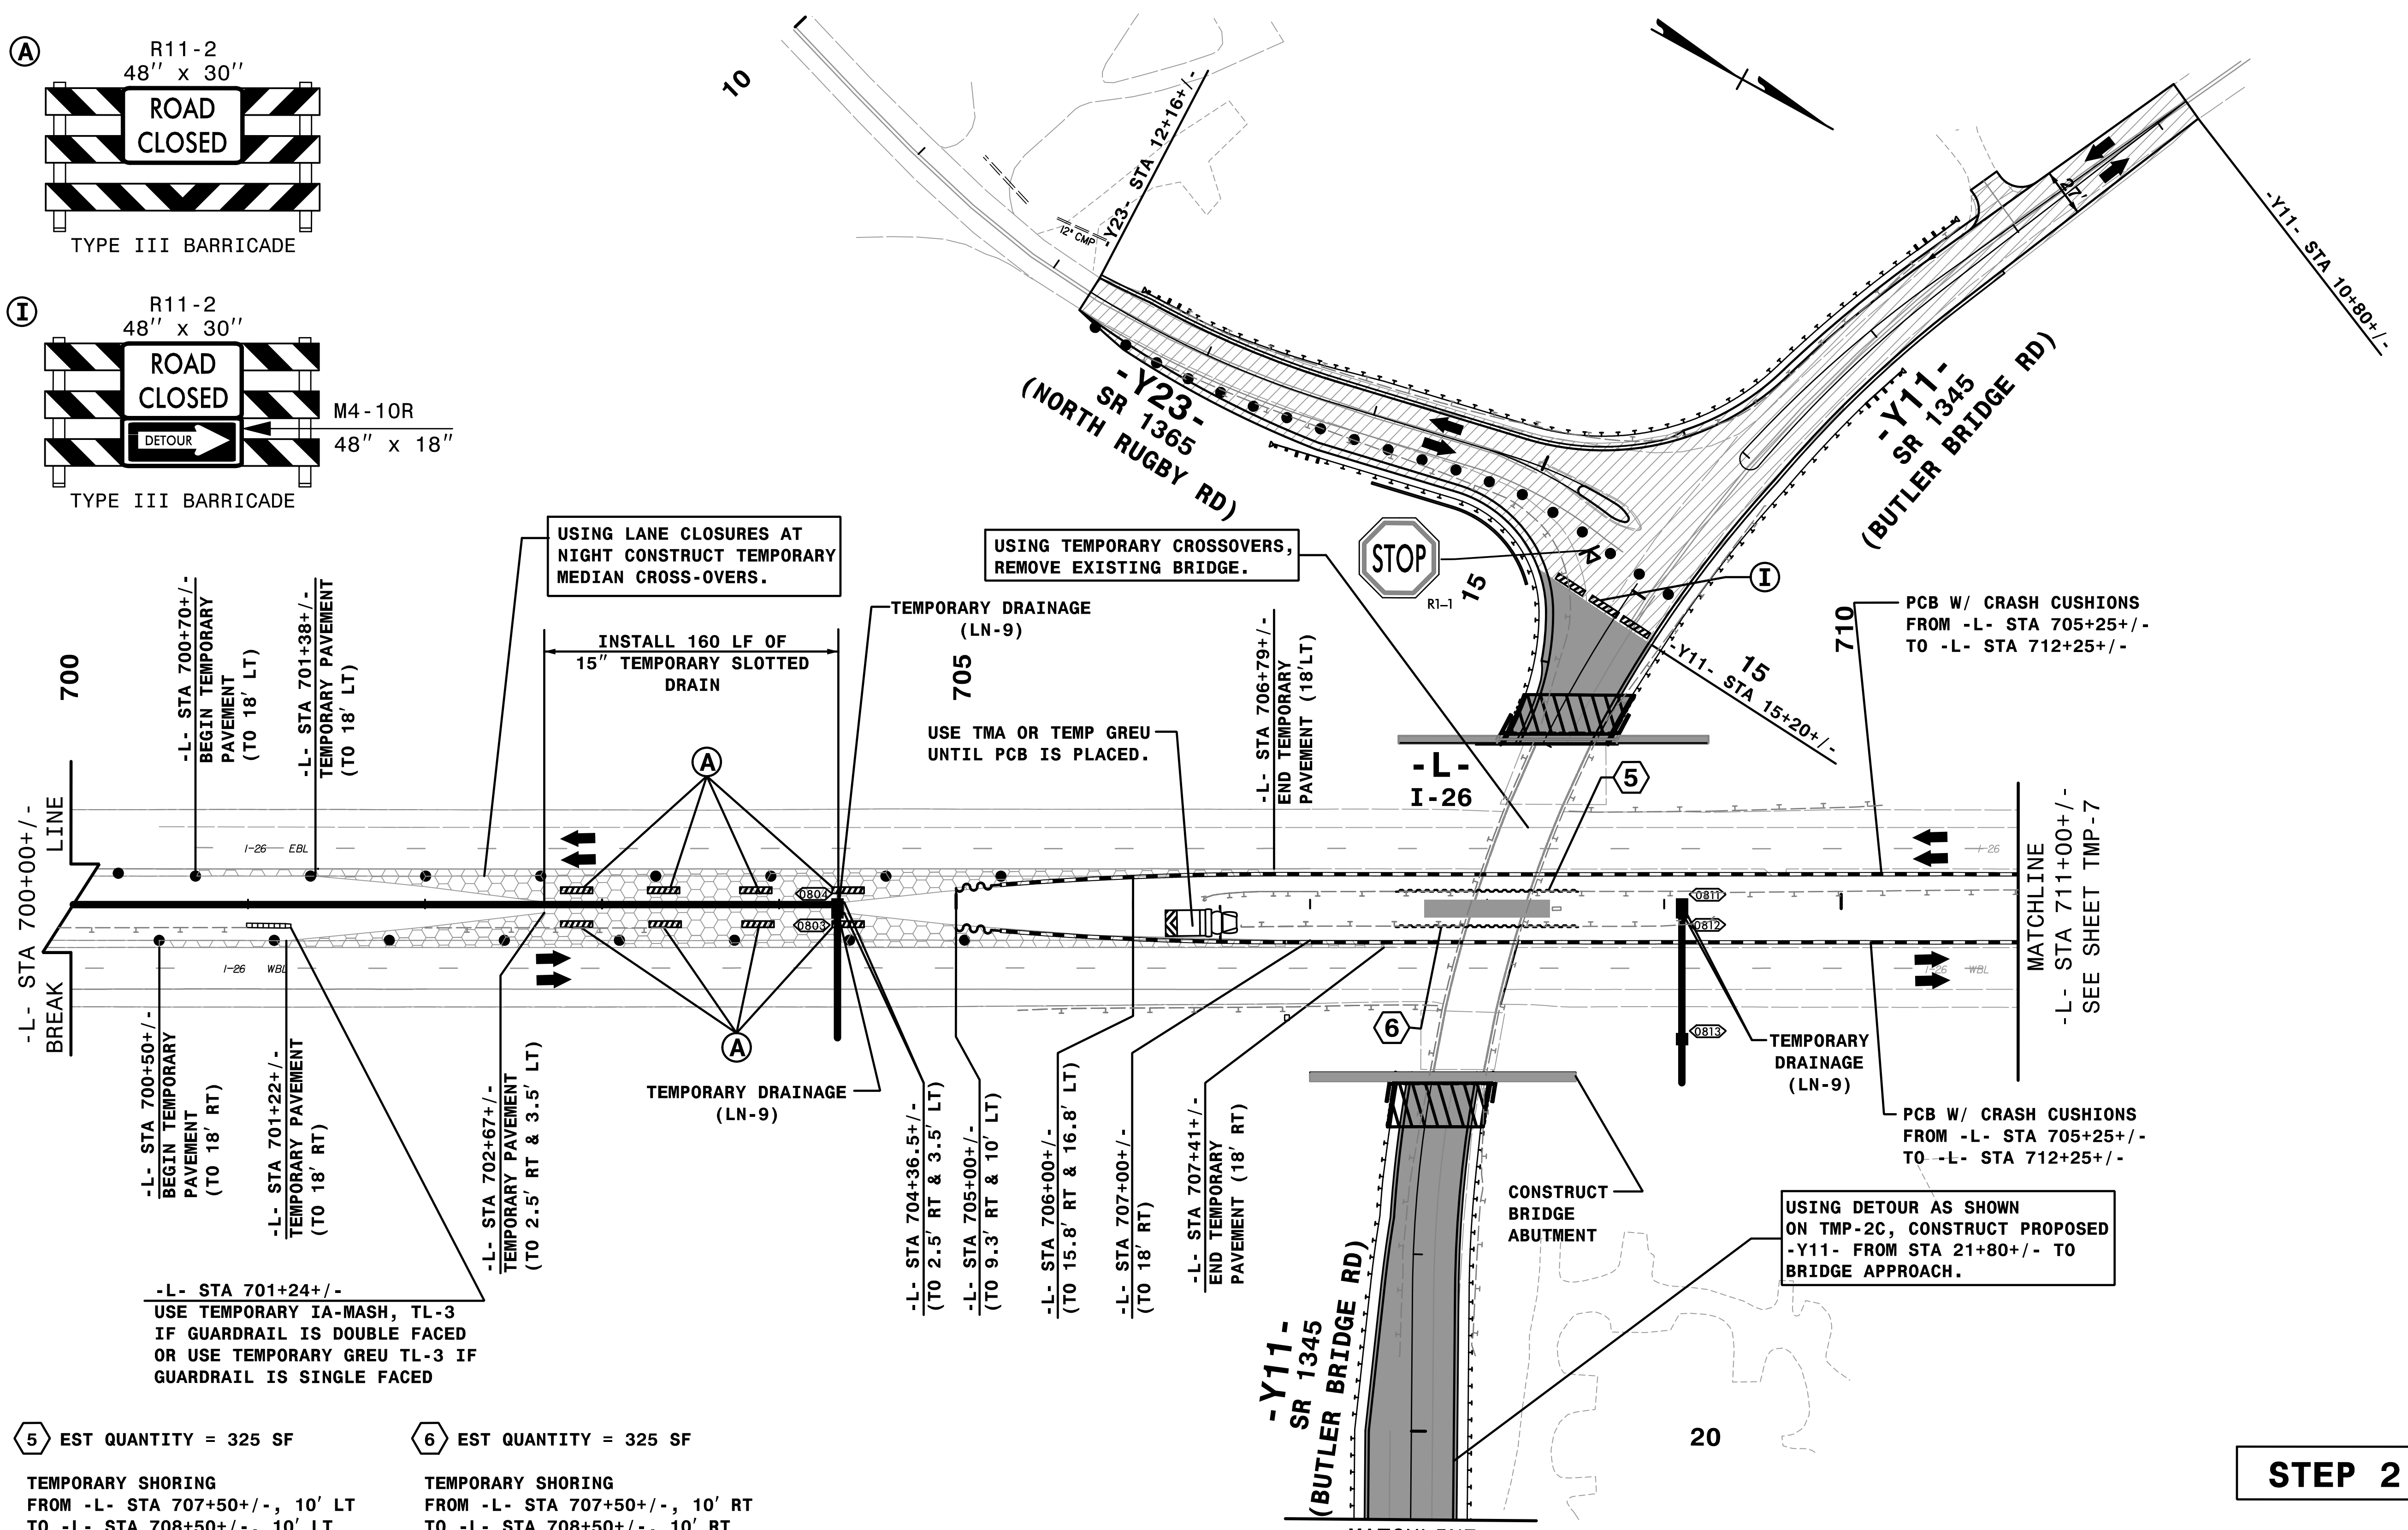 A
R11-2
48" x 30"
ROAD
CLOSED
TYPE III BARRICADE
I
R11-2
48" x 30"
ROAD
CLOSED
DETOUR
M4-10R
48" x 18"
TYPE III BARRICADE
10
12" CMP
-Y23- STA 12+16+/-
27'
-Y11- STA 10+80+/-
-Y23-
SR 1365
(NORTH RUGBY RD)
-Y11-
SR 1345
(BUTLER BRIDGE RD)
USING LANE CLOSURES AT
NIGHT CONSTRUCT TEMPORARY
MEDIAN CROSS-OVERS.
USING TEMPORARY CROSSOVERS,
REMOVE EXISTING BRIDGE.
STOP
R1-1
15
I
15
-Y11- STA 15+20+/-
710
PCB W/ CRASH CUSHIONS
FROM -L- STA 705+25+/-
TO -L- STA 712+25+/-
700
-L- STA 700+70+/-
BEGIN TEMPORARY
PAVEMENT
(TO 18' LT)
-L- STA 701+38+/-
TEMPORARY PAVEMENT
(TO 18' LT)
INSTALL 160 LF OF
15" TEMPORARY SLOTTED
DRAIN
TEMPORARY DRAINAGE
(LN-9)
705
USE TMA OR TEMP GREU
UNTIL PCB IS PLACED.
-L- STA 706+79+/-
END TEMPORARY
PAVEMENT (18'LT)
A
-L-
I-26
5
-L- STA 700+00+/-
BREAK LINE
I-26 EBL
I-26
0804
0803
0811
0812
0813
I-26 WBL
I-26 WBL
MATCHLINE
-L- STA 711+00+/-
SEE SHEET TMP-7
A
6
TEMPORARY DRAINAGE
(LN-9)
TEMPORARY
DRAINAGE
(LN-9)
-L- STA 700+50+/-
BEGIN TEMPORARY
PAVEMENT
(TO 18' RT)
-L- STA 701+22+/-
TEMPORARY PAVEMENT
(TO 18' RT)
-L- STA 702+67+/-
TEMPORARY PAVEMENT
(TO 2.5' RT & 3.5' LT)
-L- STA 704+36.5+/-
(TO 2.5' RT & 3.5' LT)
-L- STA 705+00+/-
(TO 9.3' RT & 10' LT)
-L- STA 706+00+/-
(TO 15.8' RT & 16.8' LT)
-L- STA 707+00+/-
(TO 18' RT)
-L- STA 707+41+/-
END TEMPORARY
PAVEMENT (18' RT)
PCB W/ CRASH CUSHIONS
FROM -L- STA 705+25+/-
TO -L- STA 712+25+/-
CONSTRUCT
BRIDGE
ABUTMENT
USING DETOUR AS SHOWN
ON TMP-2C, CONSTRUCT PROPOSED
-Y11- FROM STA 21+80+/- TO
BRIDGE APPROACH.
-L- STA 701+24+/-
USE TEMPORARY IA-MASH, TL-3
IF GUARDRAIL IS DOUBLE FACED
OR USE TEMPORARY GREU TL-3 IF
GUARDRAIL IS SINGLE FACED
-Y11-
SR 1345
(BUTLER BRIDGE RD)
20
5 EST QUANTITY = 325 SF
TEMPORARY SHORING
FROM -L- STA 707+50+/-, 10' LT
TO -L- STA 708+50+/-, 10' LT
6 EST QUANTITY = 325 SF
TEMPORARY SHORING
FROM -L- STA 707+50+/-, 10' RT
TO -L- STA 708+50+/-, 10' RT
STEP 2